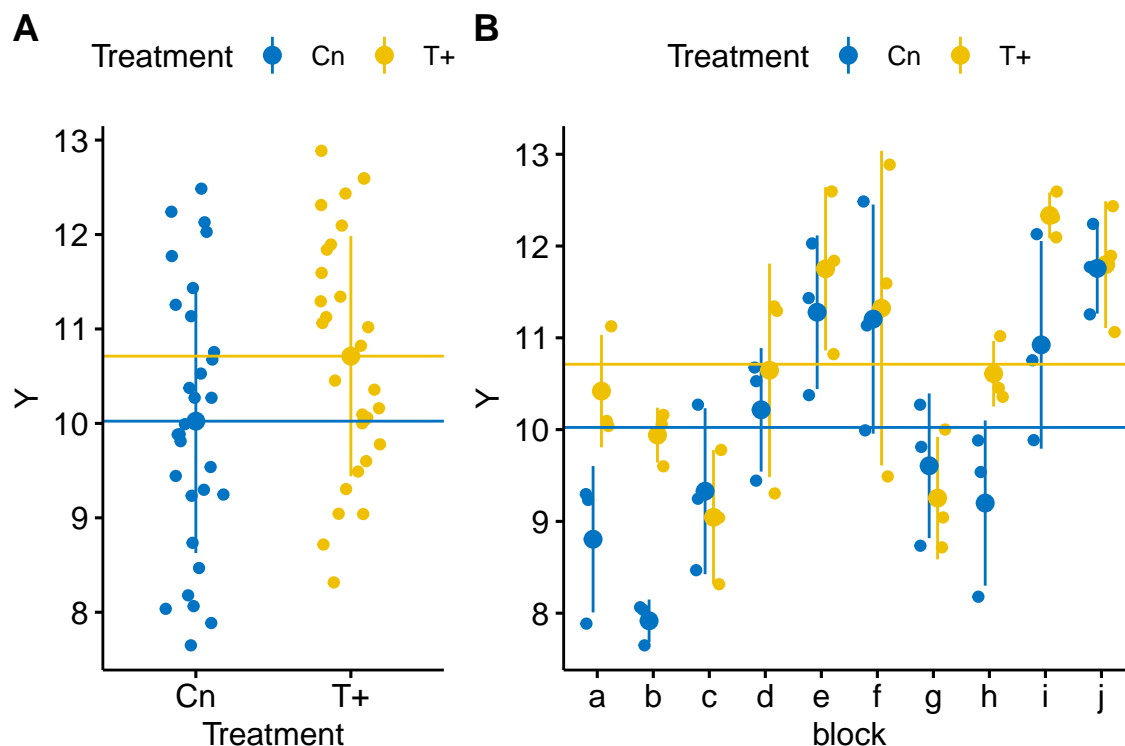 A
Treatment Cn T+
13
12
11
10
9
8
Y
Cn T+
Treatment
B
Treatment Cn T+
13
12
11
10
9
8
Y
a b c d e f g h i j
block